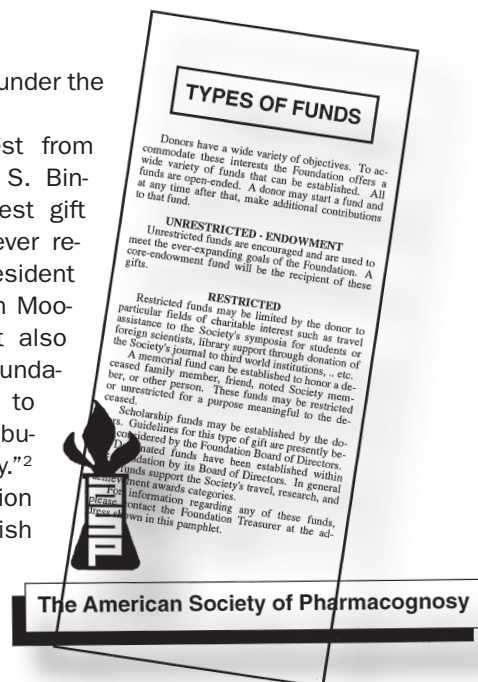 under the
est from
S. Bin-
est gift
ever re-
esident
n Moo-
t also
unda-
to
bu-
y.”2
ion
ish
TYPES OF FUNDS
Donors have a wide variety of objectives. To ac-
commodate these interests the Foundation offers a
wide variety of funds that can be established. All
funds are open-ended. A donor may start a fund and
at any time after that, make additional contributions
to that fund.
UNRESTRICTED - ENDOWMENT
Unrestricted funds are encouraged and are used to
meet the ever-expanding goals of the Foundation. A
core-endowment fund will be the recipient of these
gifts.
RESTRICTED
Restricted funds may be limited by the donor to
particular fields of charitable interest such as travel
assistance to the Society's symposia for students or
foreign scientists, library support through donation of
the Society's journal to third world institutions, .. etc.
A memorial fund can be established to honor a de-
ceased family member, friend, noted Society mem-
ber, or other person. These funds may be restricted
or unrestricted for a purpose meaningful to the de-
ceased.
Scholarship funds may be established by the do-
rs. Guidelines for this type of gift are presently be-
considered by the Foundation Board of Directors.
nated funds have been established within
ndation by its Board of Directors. In general
funds support the Society's travel, research, and
achievement awards categories.
For information regarding any of these funds,
please contact the Foundation Treasurer at the ad-
dress shown in this pamphlet.
The American Society of Pharmacognosy